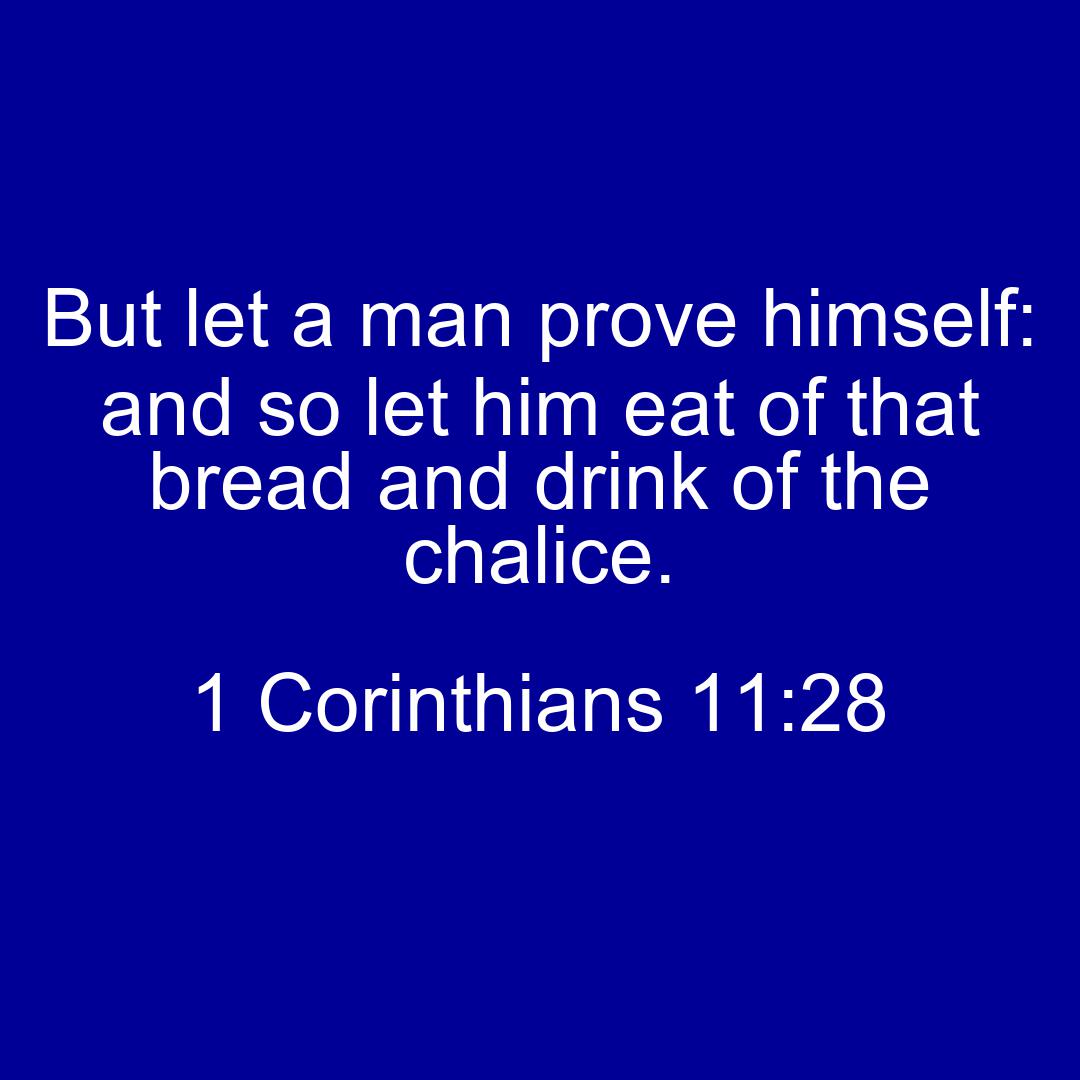 But let a man prove himself:
and so let him eat of that
bread and drink of the
chalice.
1 Corinthians 11:28